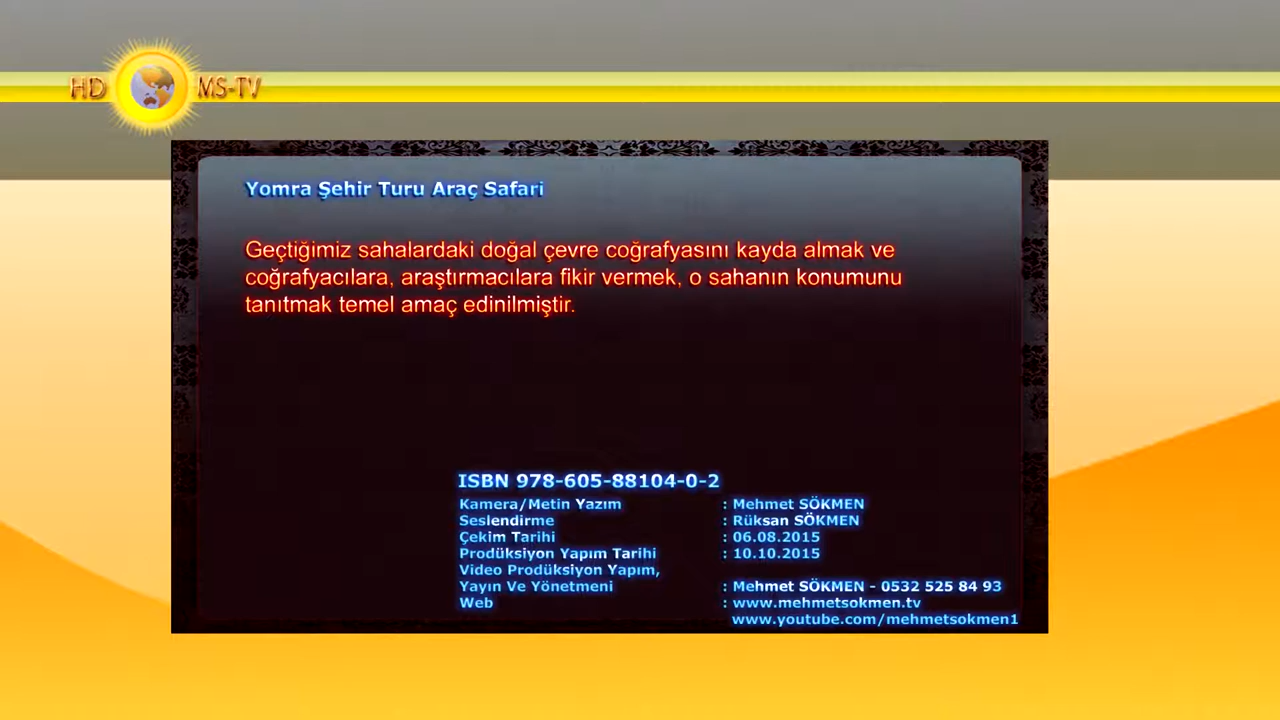 HD MS-TV
Yomra Şehir Turu Araç Safari
Geçtiğimiz sahalardaki doğal çevre coğrafyasını kayda almak ve
coğrafyacılara, araştırmacılara fikir vermek, o sahanın konumunu
tanıtmak temel amaç edinilmiştir.
ISBN 978-605-88104-0-2
Kamera/Metin Yazım : Mehmet SÖKMEN
Seslendirme : Rüksan SÖKMEN
Çekim Tarihi : 06.08.2015
Prodüksiyon Yapım Tarihi : 10.10.2015
Video Prodüksiyon Yapım,
Yayın Ve Yönetmeni : Mehmet SÖKMEN - 0532 525 84 93
Web : www.mehmetsokmen.tv
www.youtube.com/mehmetsokmen1